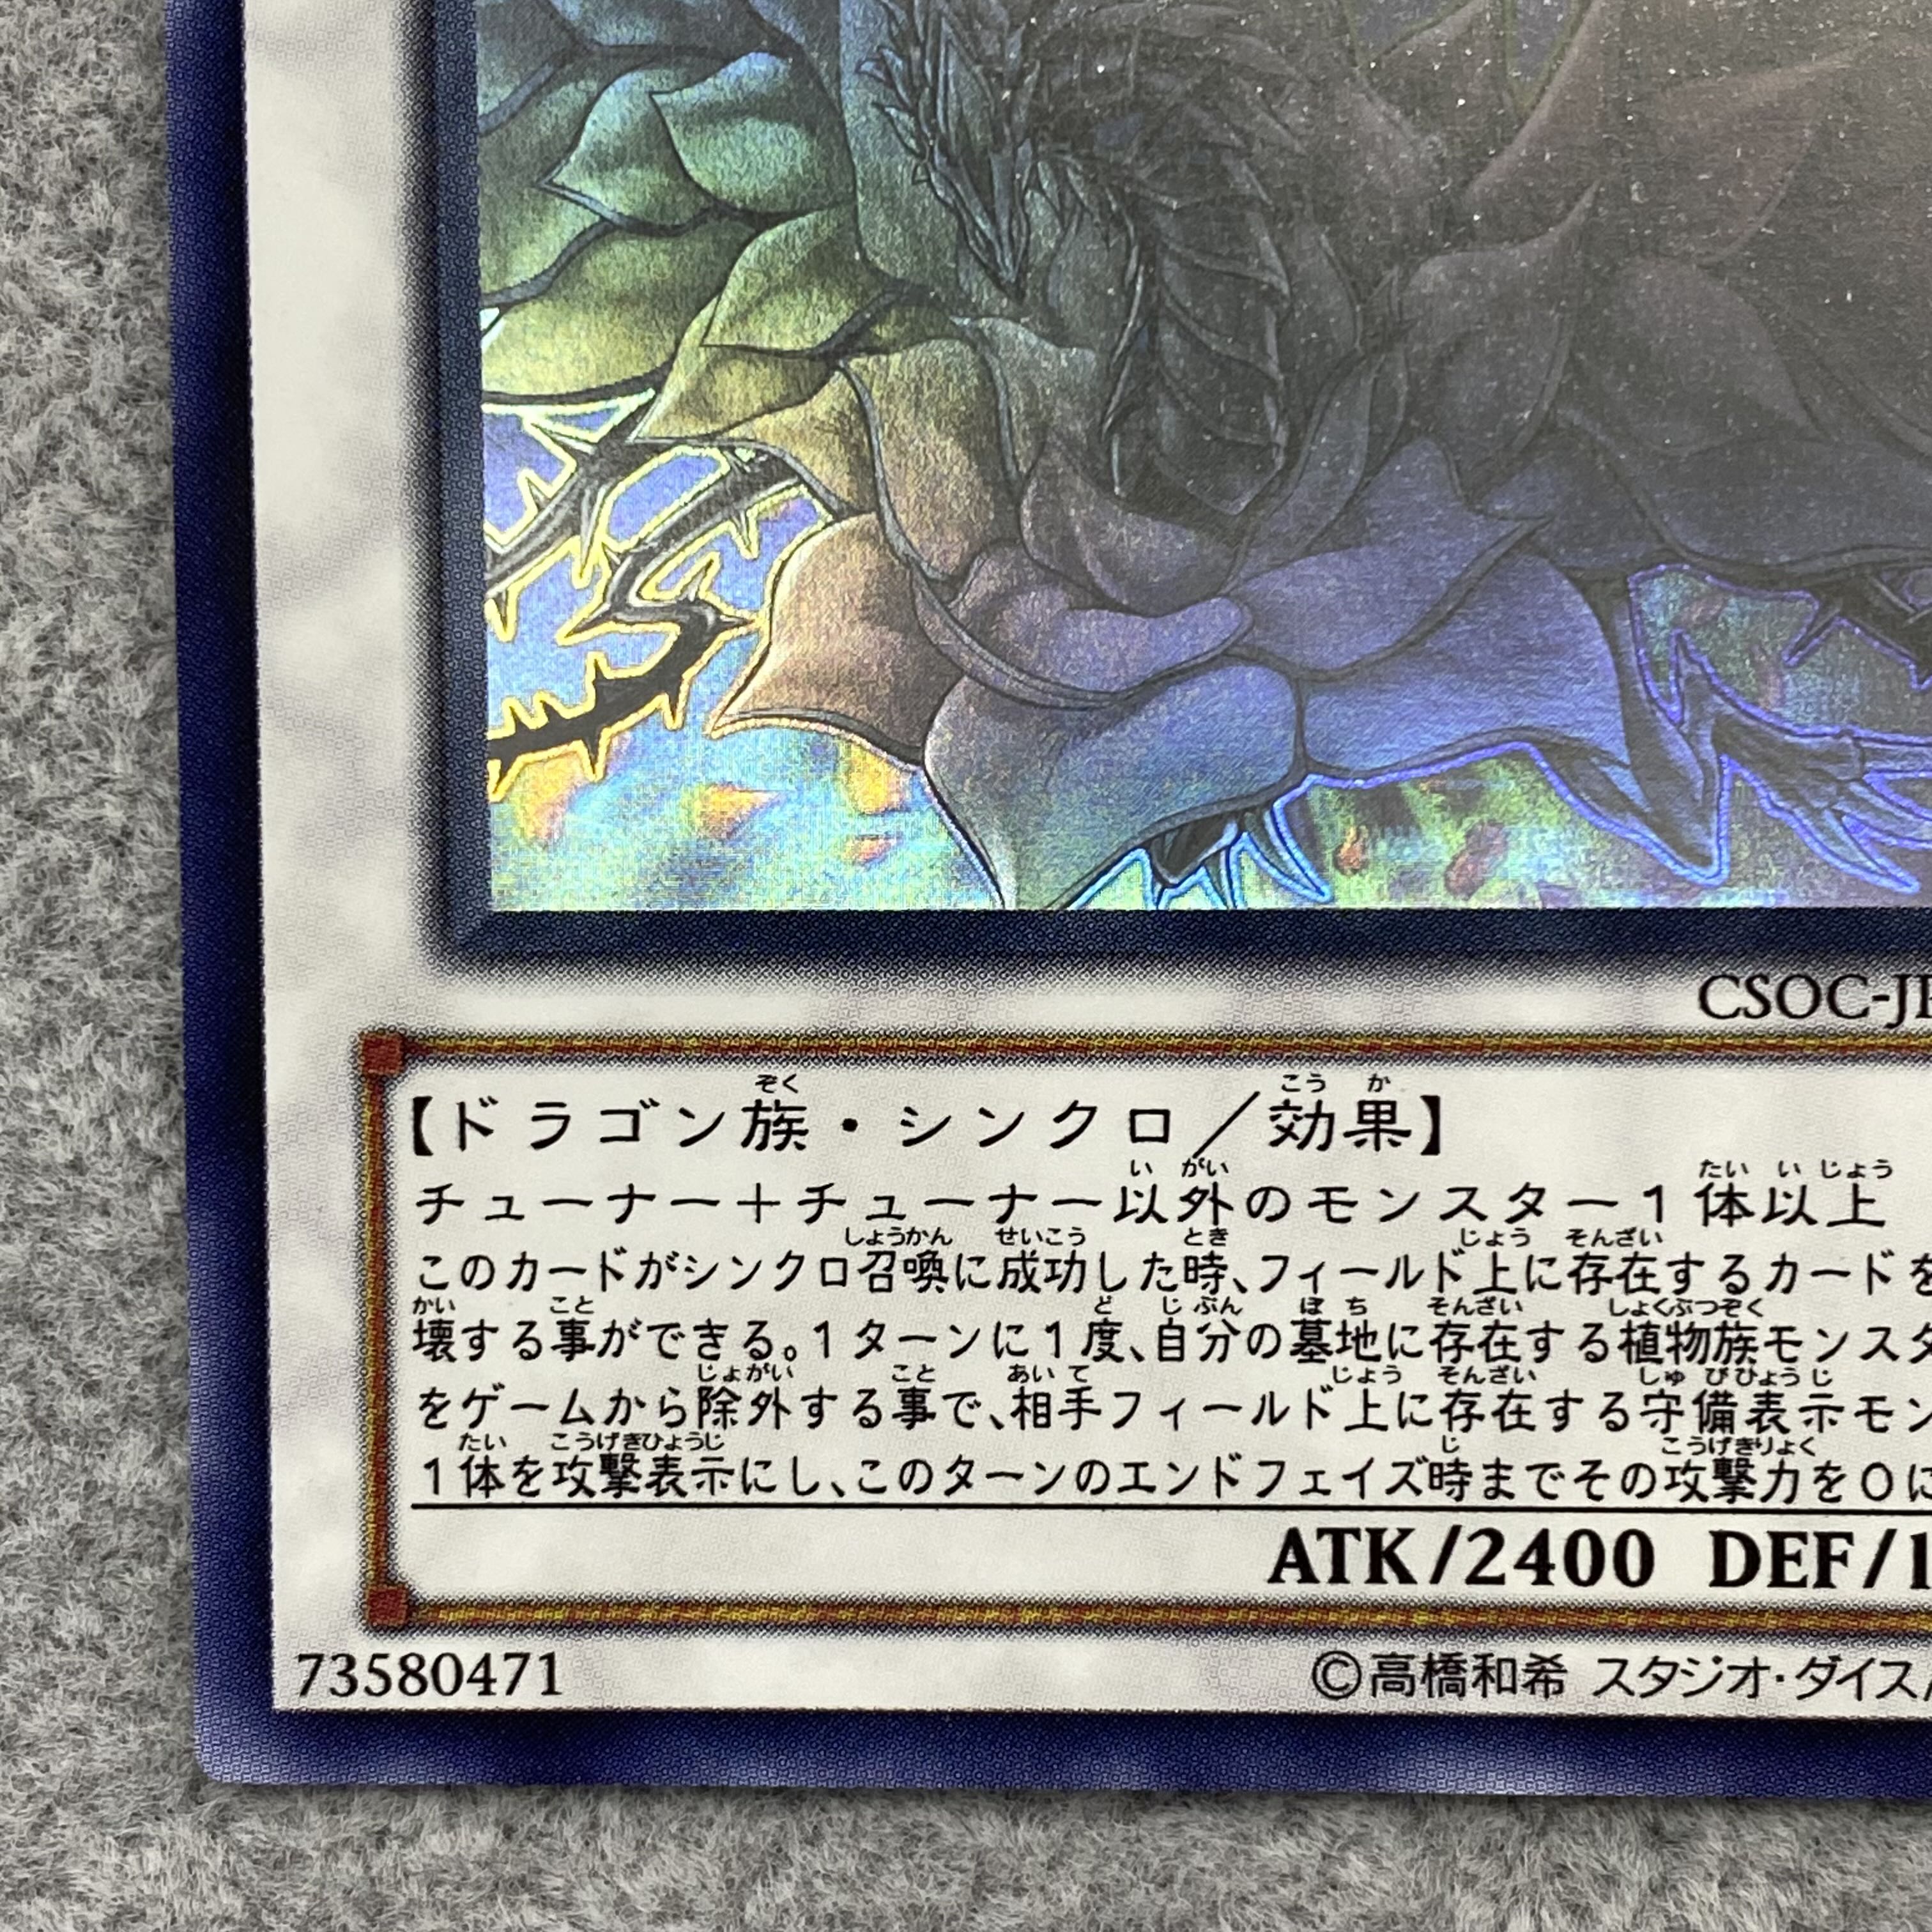 CSOC-JP
【ドラゴン族・シンクロ／効果】
チューナー＋チューナー以外のモンスター1体以上
このカードがシンクロ召喚に成功した時、フィールド上に存在するカードを
壊する事ができる。1ターンに1度、自分の墓地に存在する植物族モンスタ
をゲームから除外する事で、相手フィールド上に存在する守備表示モン
1体を攻撃表示にし、このターンのエンドフェイズ時までその攻撃力を0に
ATK/2400 DEF/1
73580471
©高橋和希 スタジオ・ダイス/